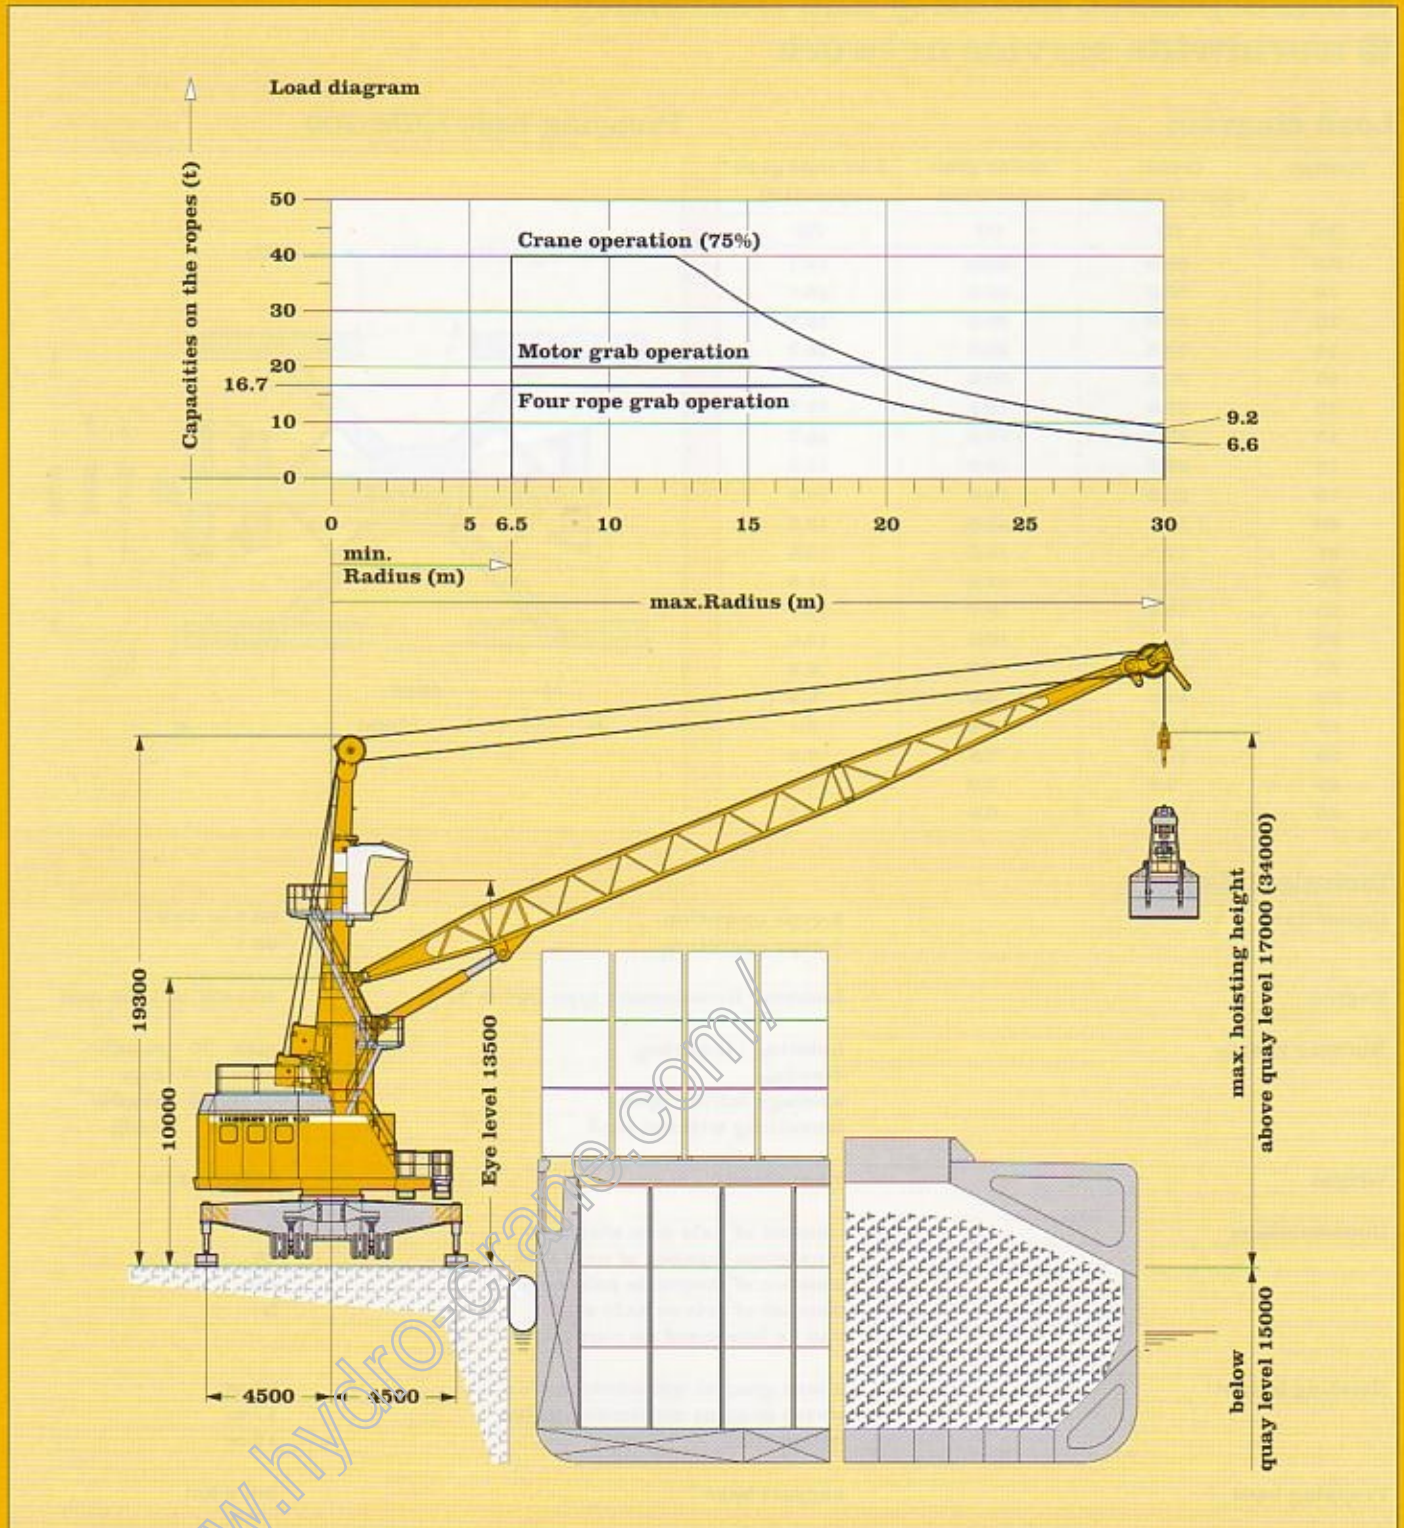 Load diagram
Capacities on the ropes (t)
50
40
30
20
16.7
10
0
Crane operation (75%)
Motor grab operation
Four rope grab operation
9.2
6.6
0 5 6.5 10 15 20 25 30
min.
Radius (m)
max.Radius (m)
19300
10000
Eye level 13500
LIEBHERR LHM 100
max. hoisting height
above quay level 17000 (34000)
below
quay level 15000
4500 4500
www.hydro-crane.com/